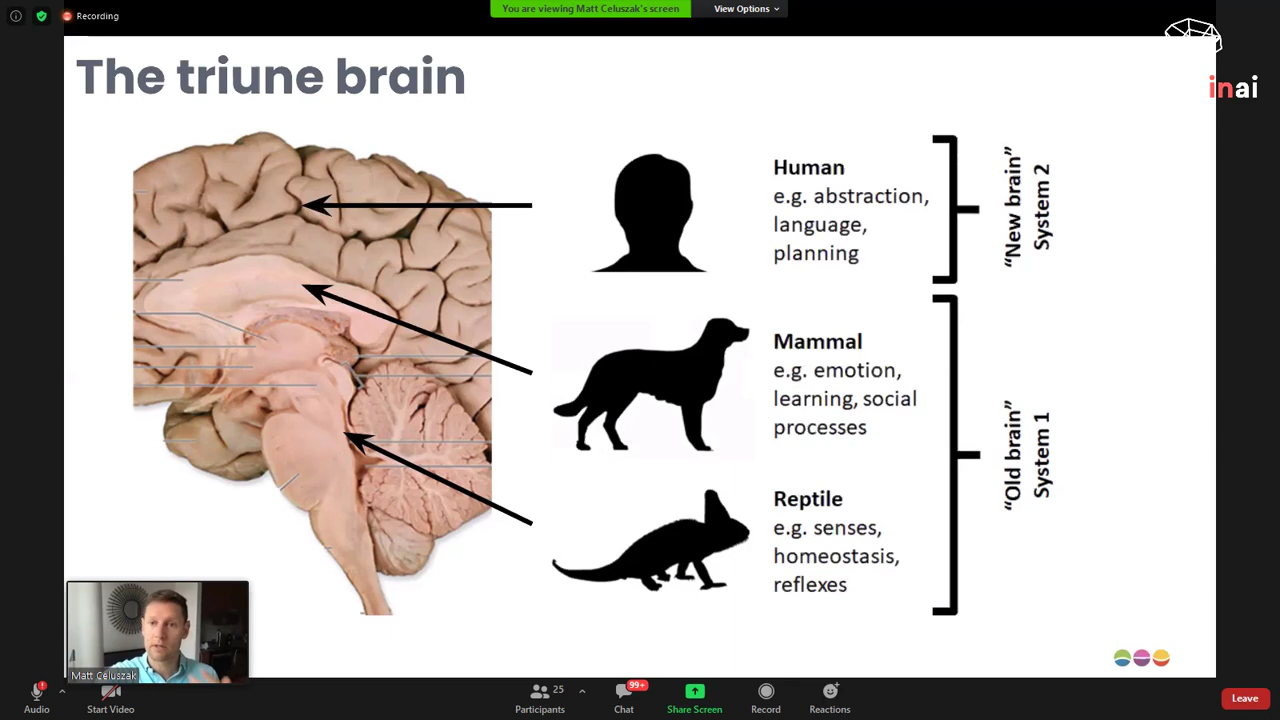 Recording
You are viewing Matt Celuszak's screen
View Options
The triune brain
inai
Human
e.g. abstraction,
language,
planning
"New brain"
System 2
Mammal
e.g. emotion,
learning, social
processes
Reptile
e.g. senses,
homeostasis,
reflexes
"Old brain"
System 1
Matt Celuszak
Audio
Start Video
25
Participants
99+
Chat
Share Screen
Record
Reactions
Leave